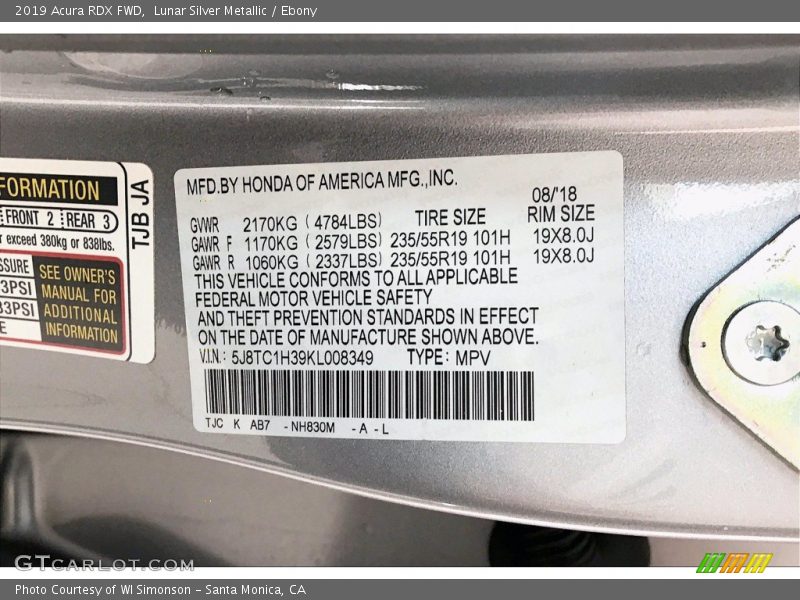 2019 Acura RDX FWD,  Lunar Silver Metallic / Ebony
FORMATION
FRONT 2 REAR 3
exceed 380kg or 838lbs.
3PSI
33PSI
SEE OWNER'S
MANUAL FOR
ADDITIONAL
INFORMATION
TJB JA
MFD.BY HONDA OF AMERICA MFG.,INC.
08/'18
GVWR 2170KG ( 4784LBS) TIRE SIZE RIM SIZE
GAWR F 1170KG ( 2579LBS) 235/55R19 101H 19X8.0J
GAWR R 1060KG ( 2337LBS) 235/55R19 101H 19X8.0J
THIS VEHICLE CONFORMS TO ALL APPLICABLE
FEDERAL MOTOR VEHICLE SAFETY
AND THEFT PREVENTION STANDARDS IN EFFECT
ON THE DATE OF MANUFACTURE SHOWN ABOVE.
V.I.N.: 5J8TC1H39KL008349 TYPE: MPV
TJC K AB7 - NH830M - A - L
GTCarLot.com
Photo Courtesy of WI Simonson - Santa Monica, CA